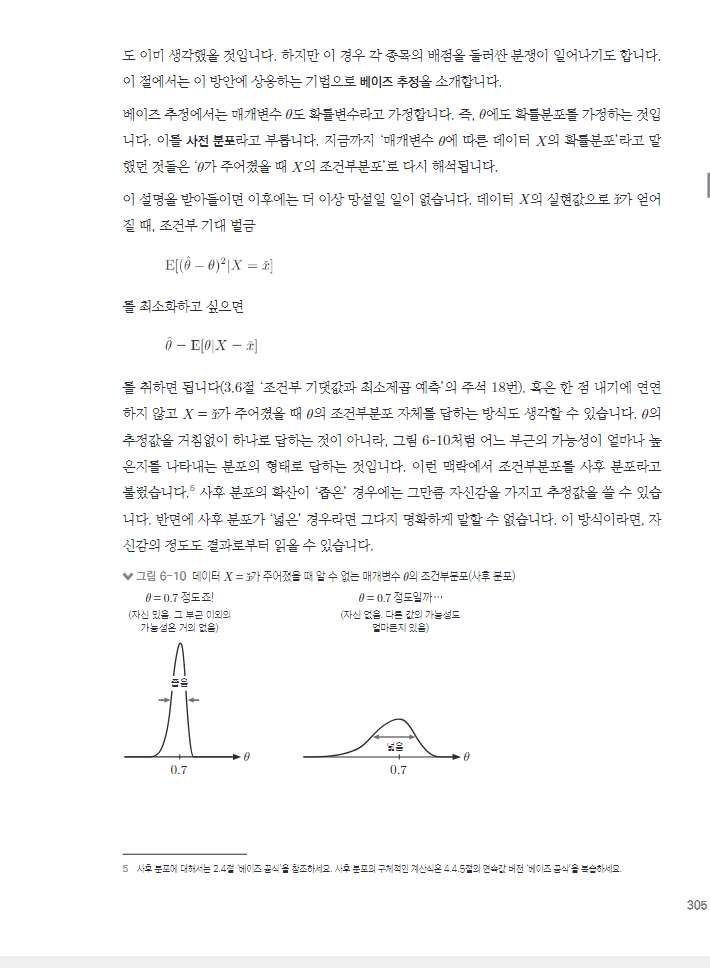 도 이미 생각했을 것입니다. 하지만 이 경우 각 종목의 배점을 둘러싼 분쟁이 일어나기도 합니다.
이 절에서는 이 방안에 상응하는 기법으로 베이즈 추정을 소개합니다.
베이즈 추정에서는 매개변수 θ도 확률변수라고 가정합니다. 즉, θ에도 확률분포를 가정하는 것입
니다. 이를 사전 분포라고 부릅니다. 지금까지 ‘매개변수 θ에 따른 데이터 X의 확률분포’라고 말
했던 것들은 ‘θ가 주어졌을 때 X의 조건부분포’로 다시 해석됩니다.
이 설명을 받아들이면 이후에는 더 이상 망설일 일이 없습니다. 데이터 X의 실현값으로 x̌가 얻어
질 때, 조건부 기대 벌금
E[(θ̂ − θ)²|X = x̌]
를 최소화하고 싶으면
θ̂ = E[θ|X = x̌]
를 취하면 됩니다(3.6절 ‘조건부 기댓값과 최소제곱 예측’의 주석 18번). 혹은 한 점 내기에 연연
하지 않고 X = x̌가 주어졌을 때 θ의 조건부분포 자체를 답하는 방식도 생각할 수 있습니다. θ의
추정값을 거침없이 하나로 답하는 것이 아니라, 그림 6-10처럼 어느 부근의 가능성이 얼마나 높
은지를 나타내는 분포의 형태로 답하는 것입니다. 이런 맥락에서 조건부분포를 사후 분포라고
불렀습니다.⁵ 사후 분포의 확산이 ‘좁은’ 경우에는 그만큼 자신감을 가지고 추정값을 쓸 수 있습
니다. 반면에 사후 분포가 ‘넓은’ 경우라면 그다지 명확하게 말할 수 없습니다. 이 방식이라면, 자
신감의 정도도 결과로부터 읽을 수 있습니다.
그림 6-10 데이터 X = x̌가 주어졌을 때 알 수 없는 매개변수 θ의 조건부분포(사후 분포)
θ = 0.7 정도죠!
(자신 있음. 그 부근 이외의
가능성은 거의 없음)
좁음
θ
0.7
θ = 0.7 정도일까…
(자신 없음. 다른 값의 가능성도
얼마든지 있음)
넓음
θ
0.7
5 사후 분포에 대해서는 2.4절 ‘베이즈 공식’을 참조하세요. 사후 분포의 구체적인 계산식은 4.4.5절의 연속값 버전 ‘베이즈 공식’을 복습하세요.
305